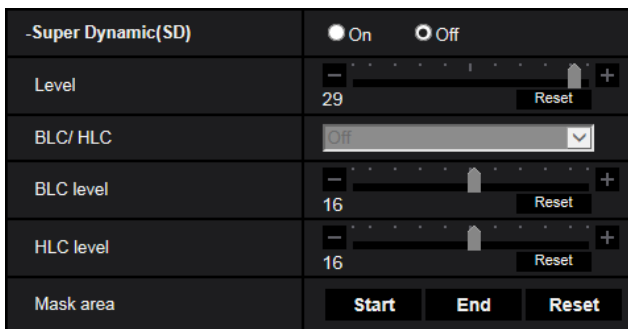 -Super Dynamic(SD) On Off
Level − +
29 Reset
BLC/ HLC Off
BLC level − +
16 Reset
HLC level − +
16 Reset
Mask area Start End Reset